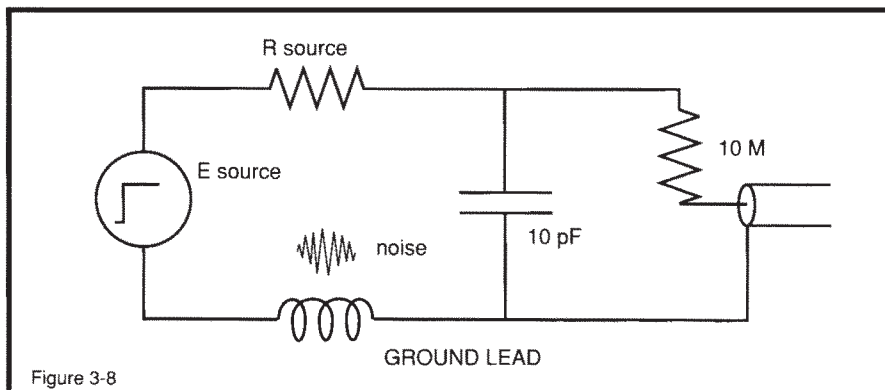 R source
E source
10 M
noise
10 pF
GROUND LEAD
Figure 3-8